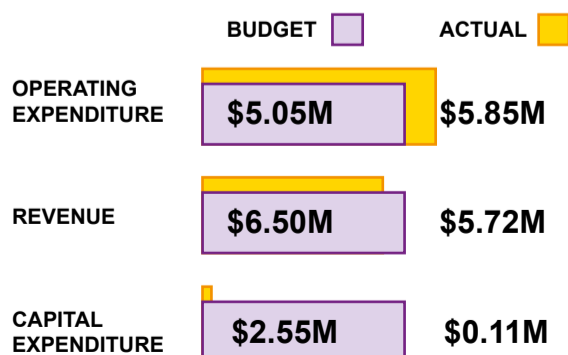 BUDGET ACTUAL
OPERATING
EXPENDITURE
$5.05M $5.85M
REVENUE $6.50M $5.72M
CAPITAL
EXPENDITURE
$2.55M $0.11M